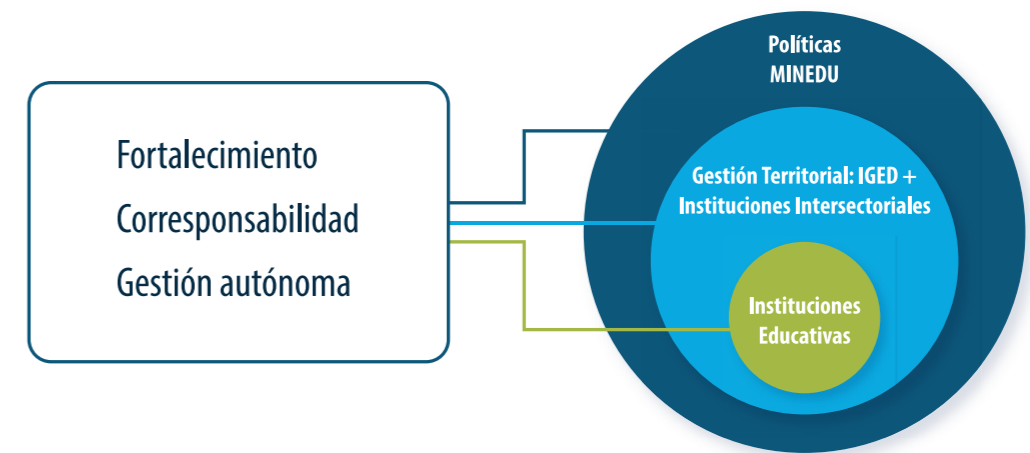 Fortalecimiento
Corresponsabilidad
Gestión autónoma
Políticas
MINEDU
Gestión Territorial: IGED +
Instituciones Intersectoriales
Instituciones
Educativas